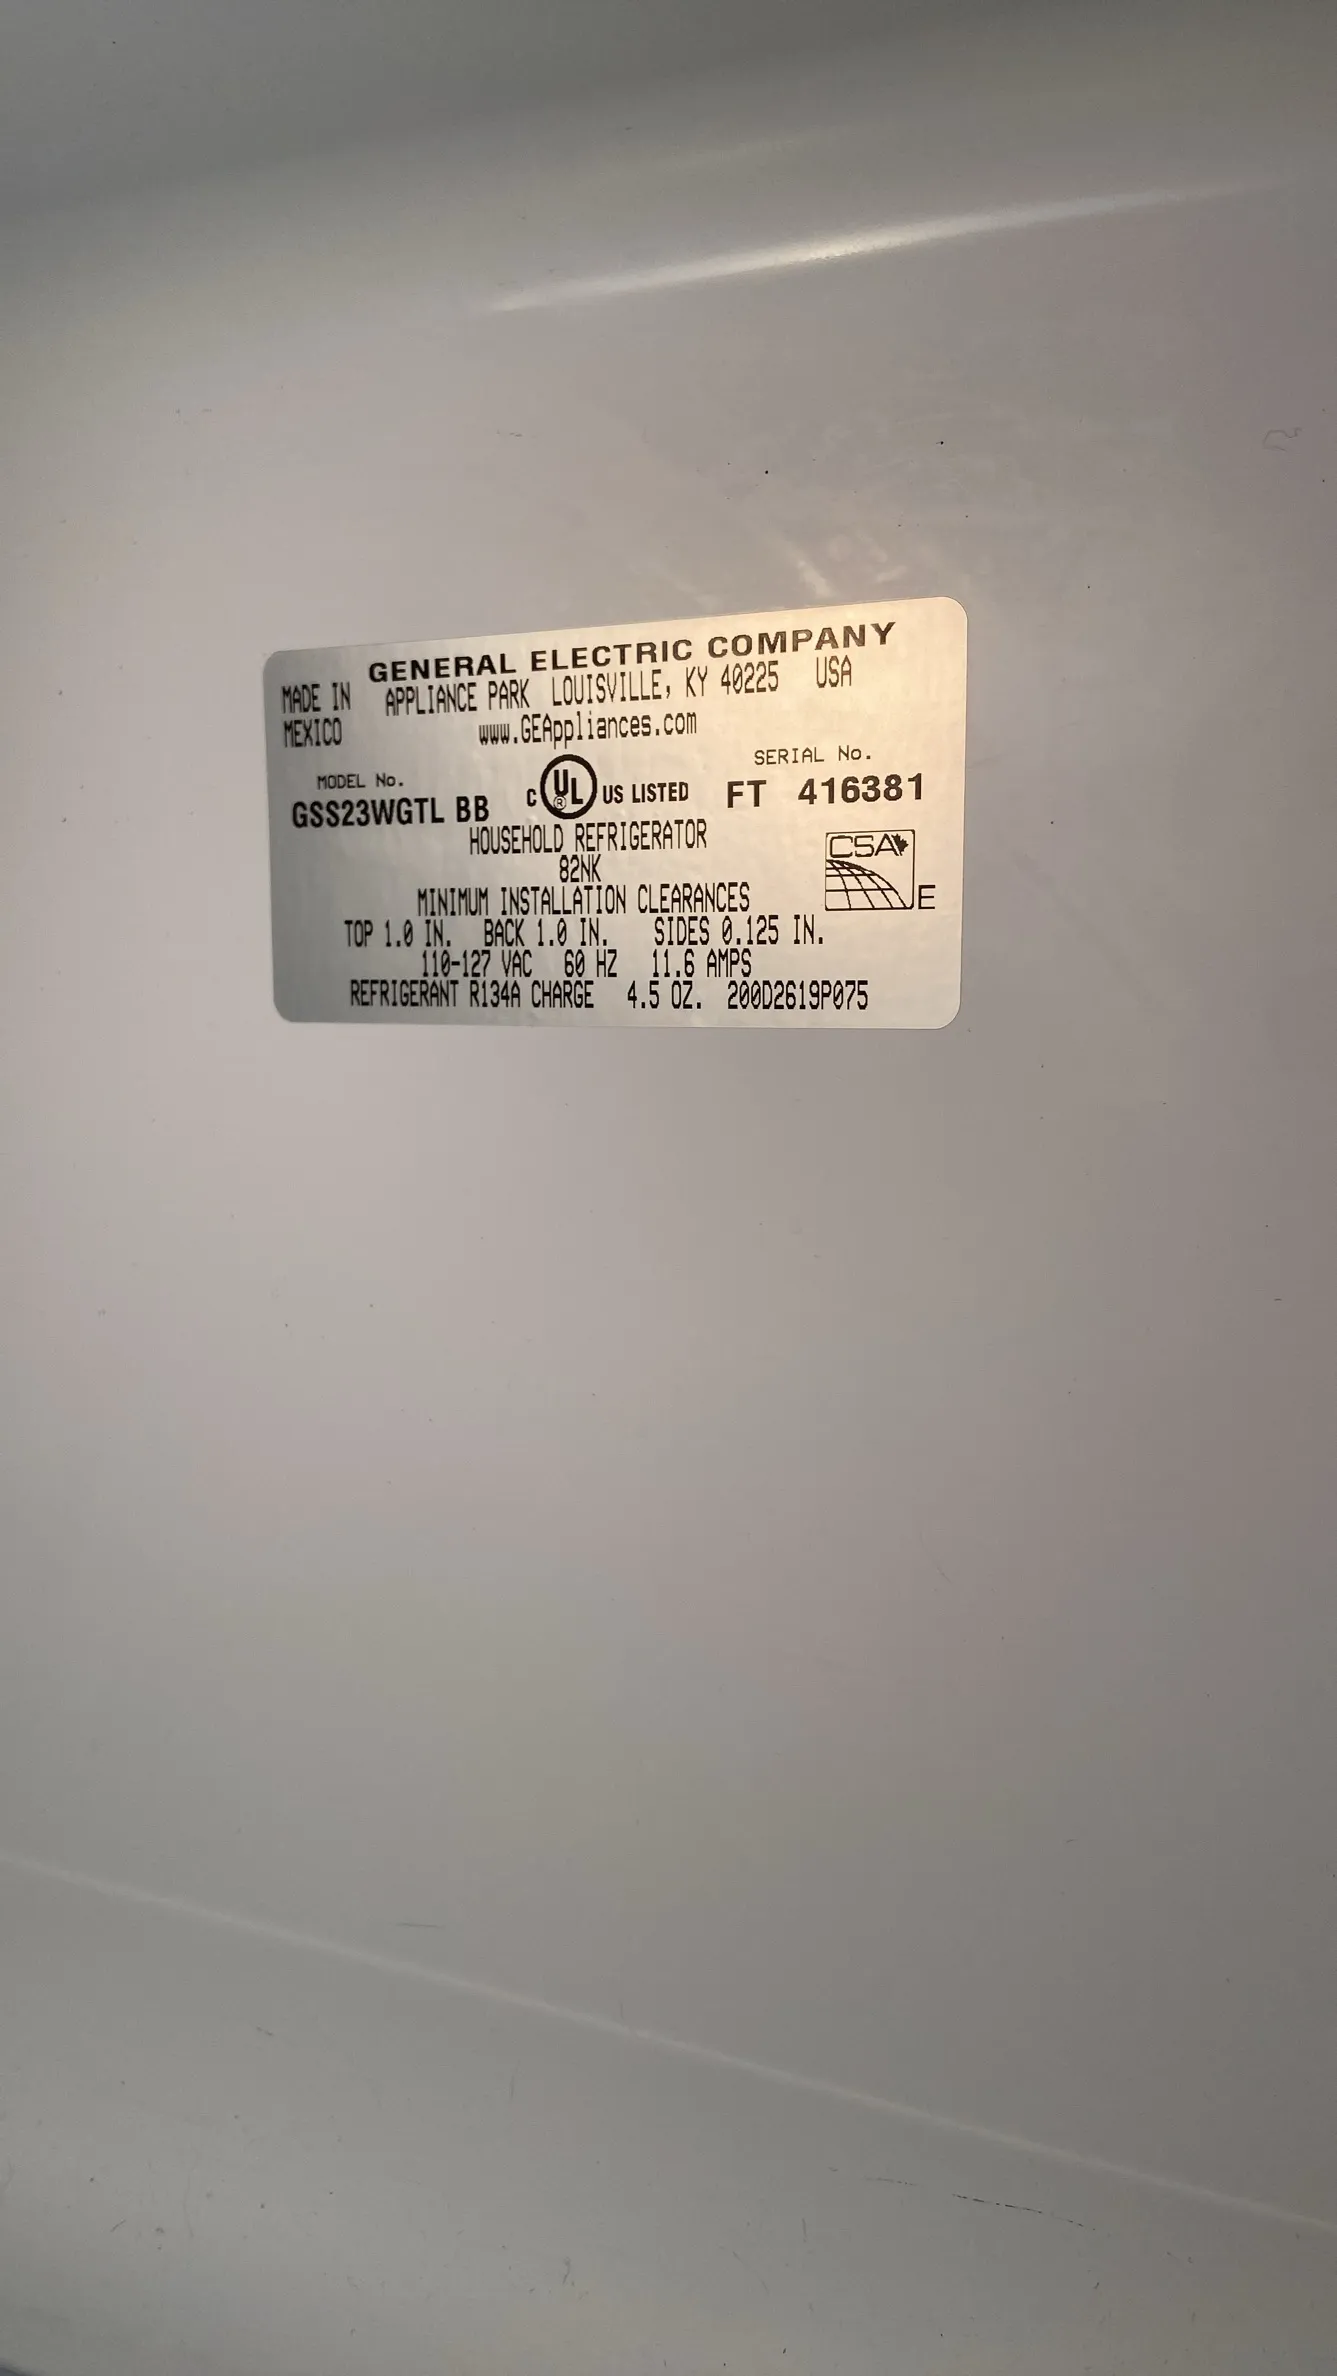 GENERAL ELECTRIC COMPANY
MADE IN APPLIANCE PARK LOUISVILLE, KY 40225 USA
MEXICO www.GEAppliances.com
MODEL No. SERIAL No.
GSS23WGTL BB C UL ® US LISTED FT 416381
HOUSEHOLD REFRIGERATOR
82NK
CSA E
MINIMUM INSTALLATION CLEARANCES
TOP 1.0 IN. BACK 1.0 IN. SIDES 0.125 IN.
110-127 VAC 60 HZ 11.6 AMPS
REFRIGERANT R134A CHARGE 4.5 OZ. 200D2619P075